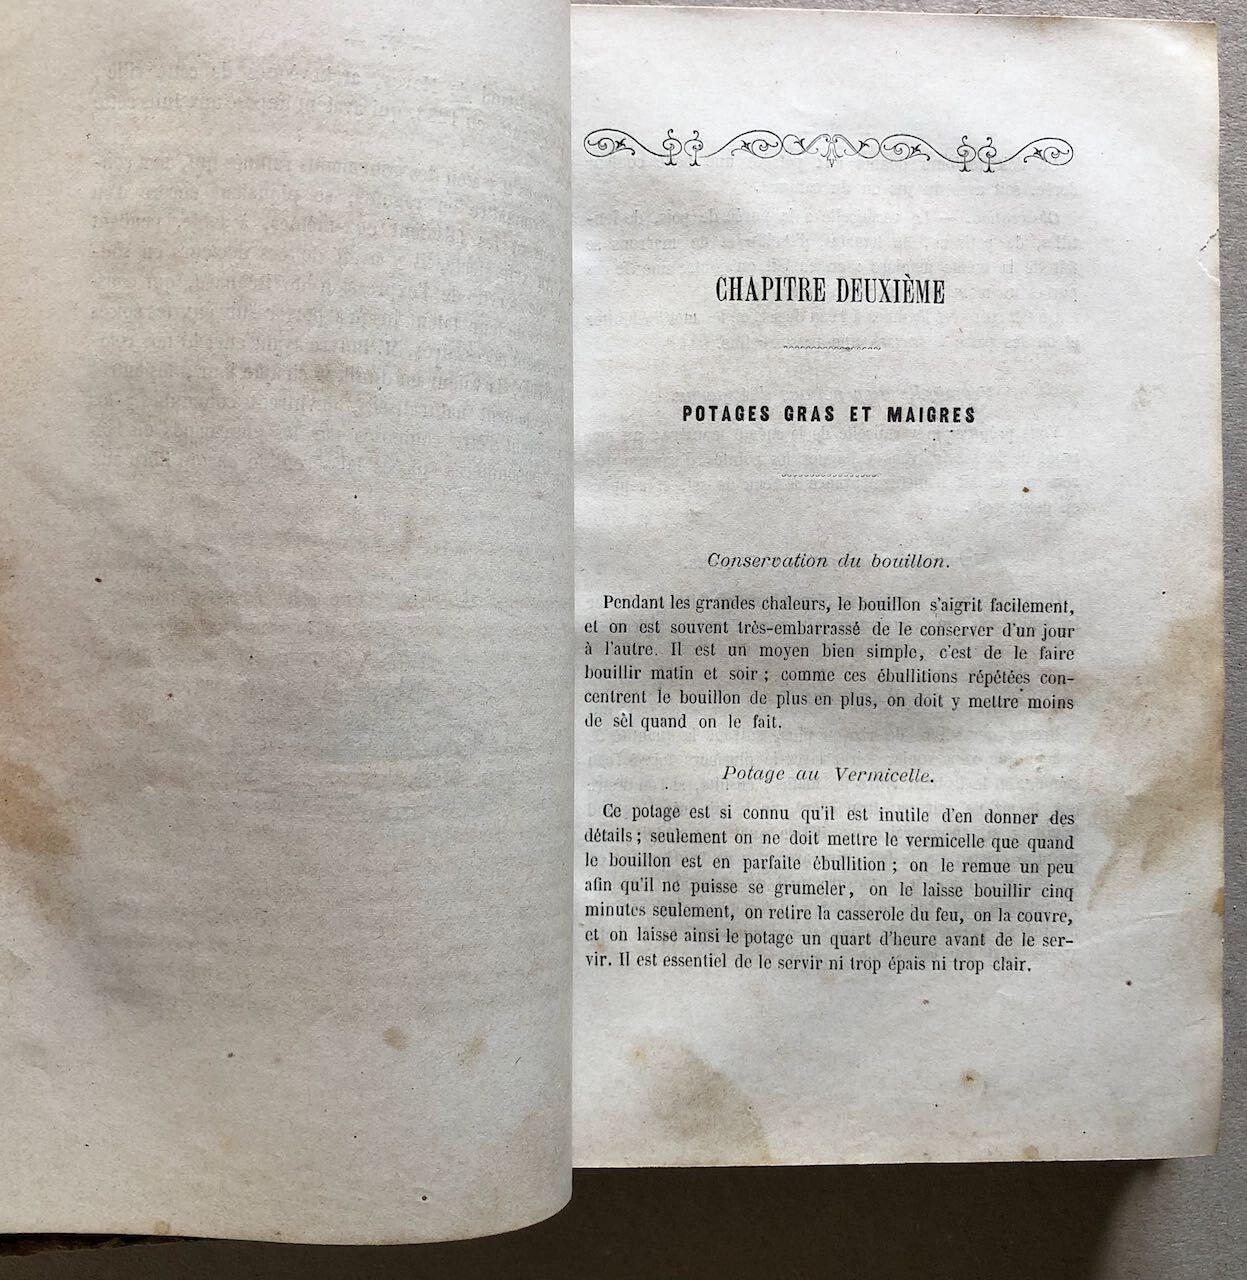 CHAPITRE DEUXIÈME
POTAGES GRAS ET MAIGRES
Conservation du bouillon.
Pendant les grandes chaleurs, le bouillon s'aigrit facilement,
et on est souvent très-embarrassé de le conserver d'un jour
à l'autre. Il est un moyen bien simple, c'est de le faire
bouillir matin et soir ; comme ces ébullitions répétées con-
centrent le bouillon de plus en plus, on doit y mettre moins
de sel quand on le fait.
Potage au Vermicelle.
Ce potage est si connu qu'il est inutile d'en donner des
détails ; seulement on ne doit mettre le vermicelle que quand
le bouillon est en parfaite ébullition ; on le remue un peu
afin qu'il ne puisse se grumeler, on le laisse bouillir cinq
minutes seulement, on retire la casserole du feu, on la couvre,
et on laisse ainsi le potage un quart d'heure avant de le ser-
vir. Il est essentiel de le servir ni trop épais ni trop clair.